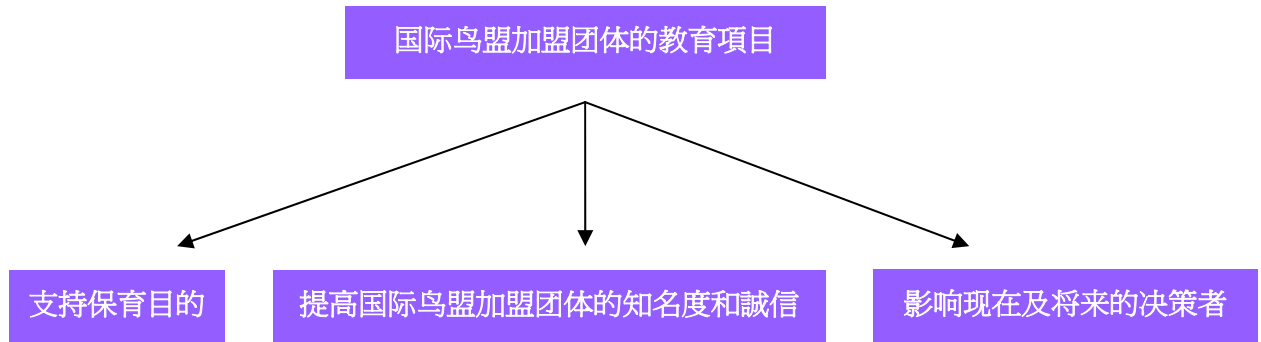 国际鸟盟加盟团体的教育項目
支持保育目的
提高国际鸟盟加盟团体的知名度和誠信
影响现在及将来的决策者